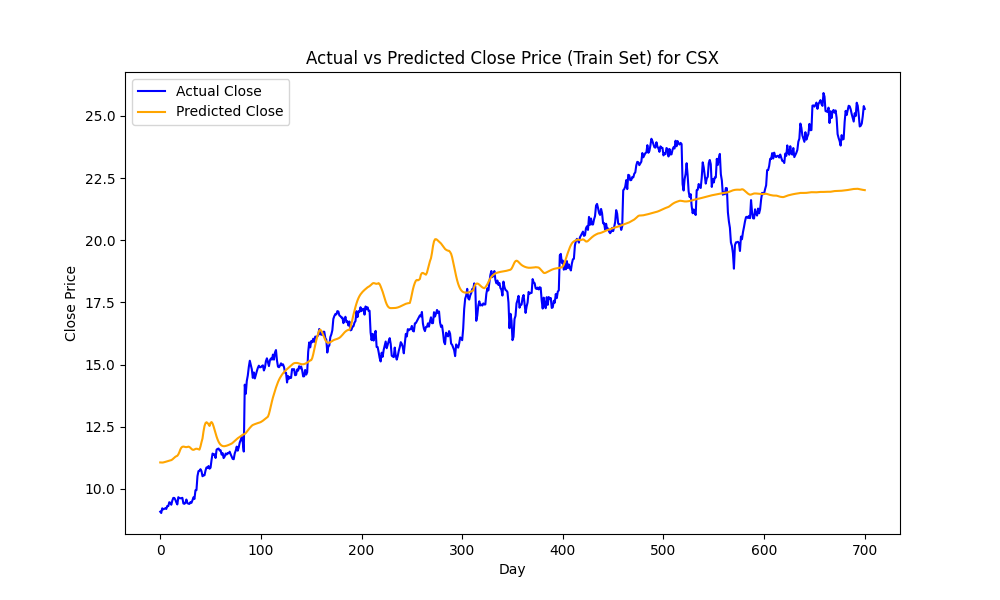 Actual vs Predicted Close Price (Train Set) for CSX
Actual Close
Predicted Close
Close Price
25.0
22.5
20.0
17.5
15.0
12.5
10.0
0 100 200 300 400 500 600 700
Day